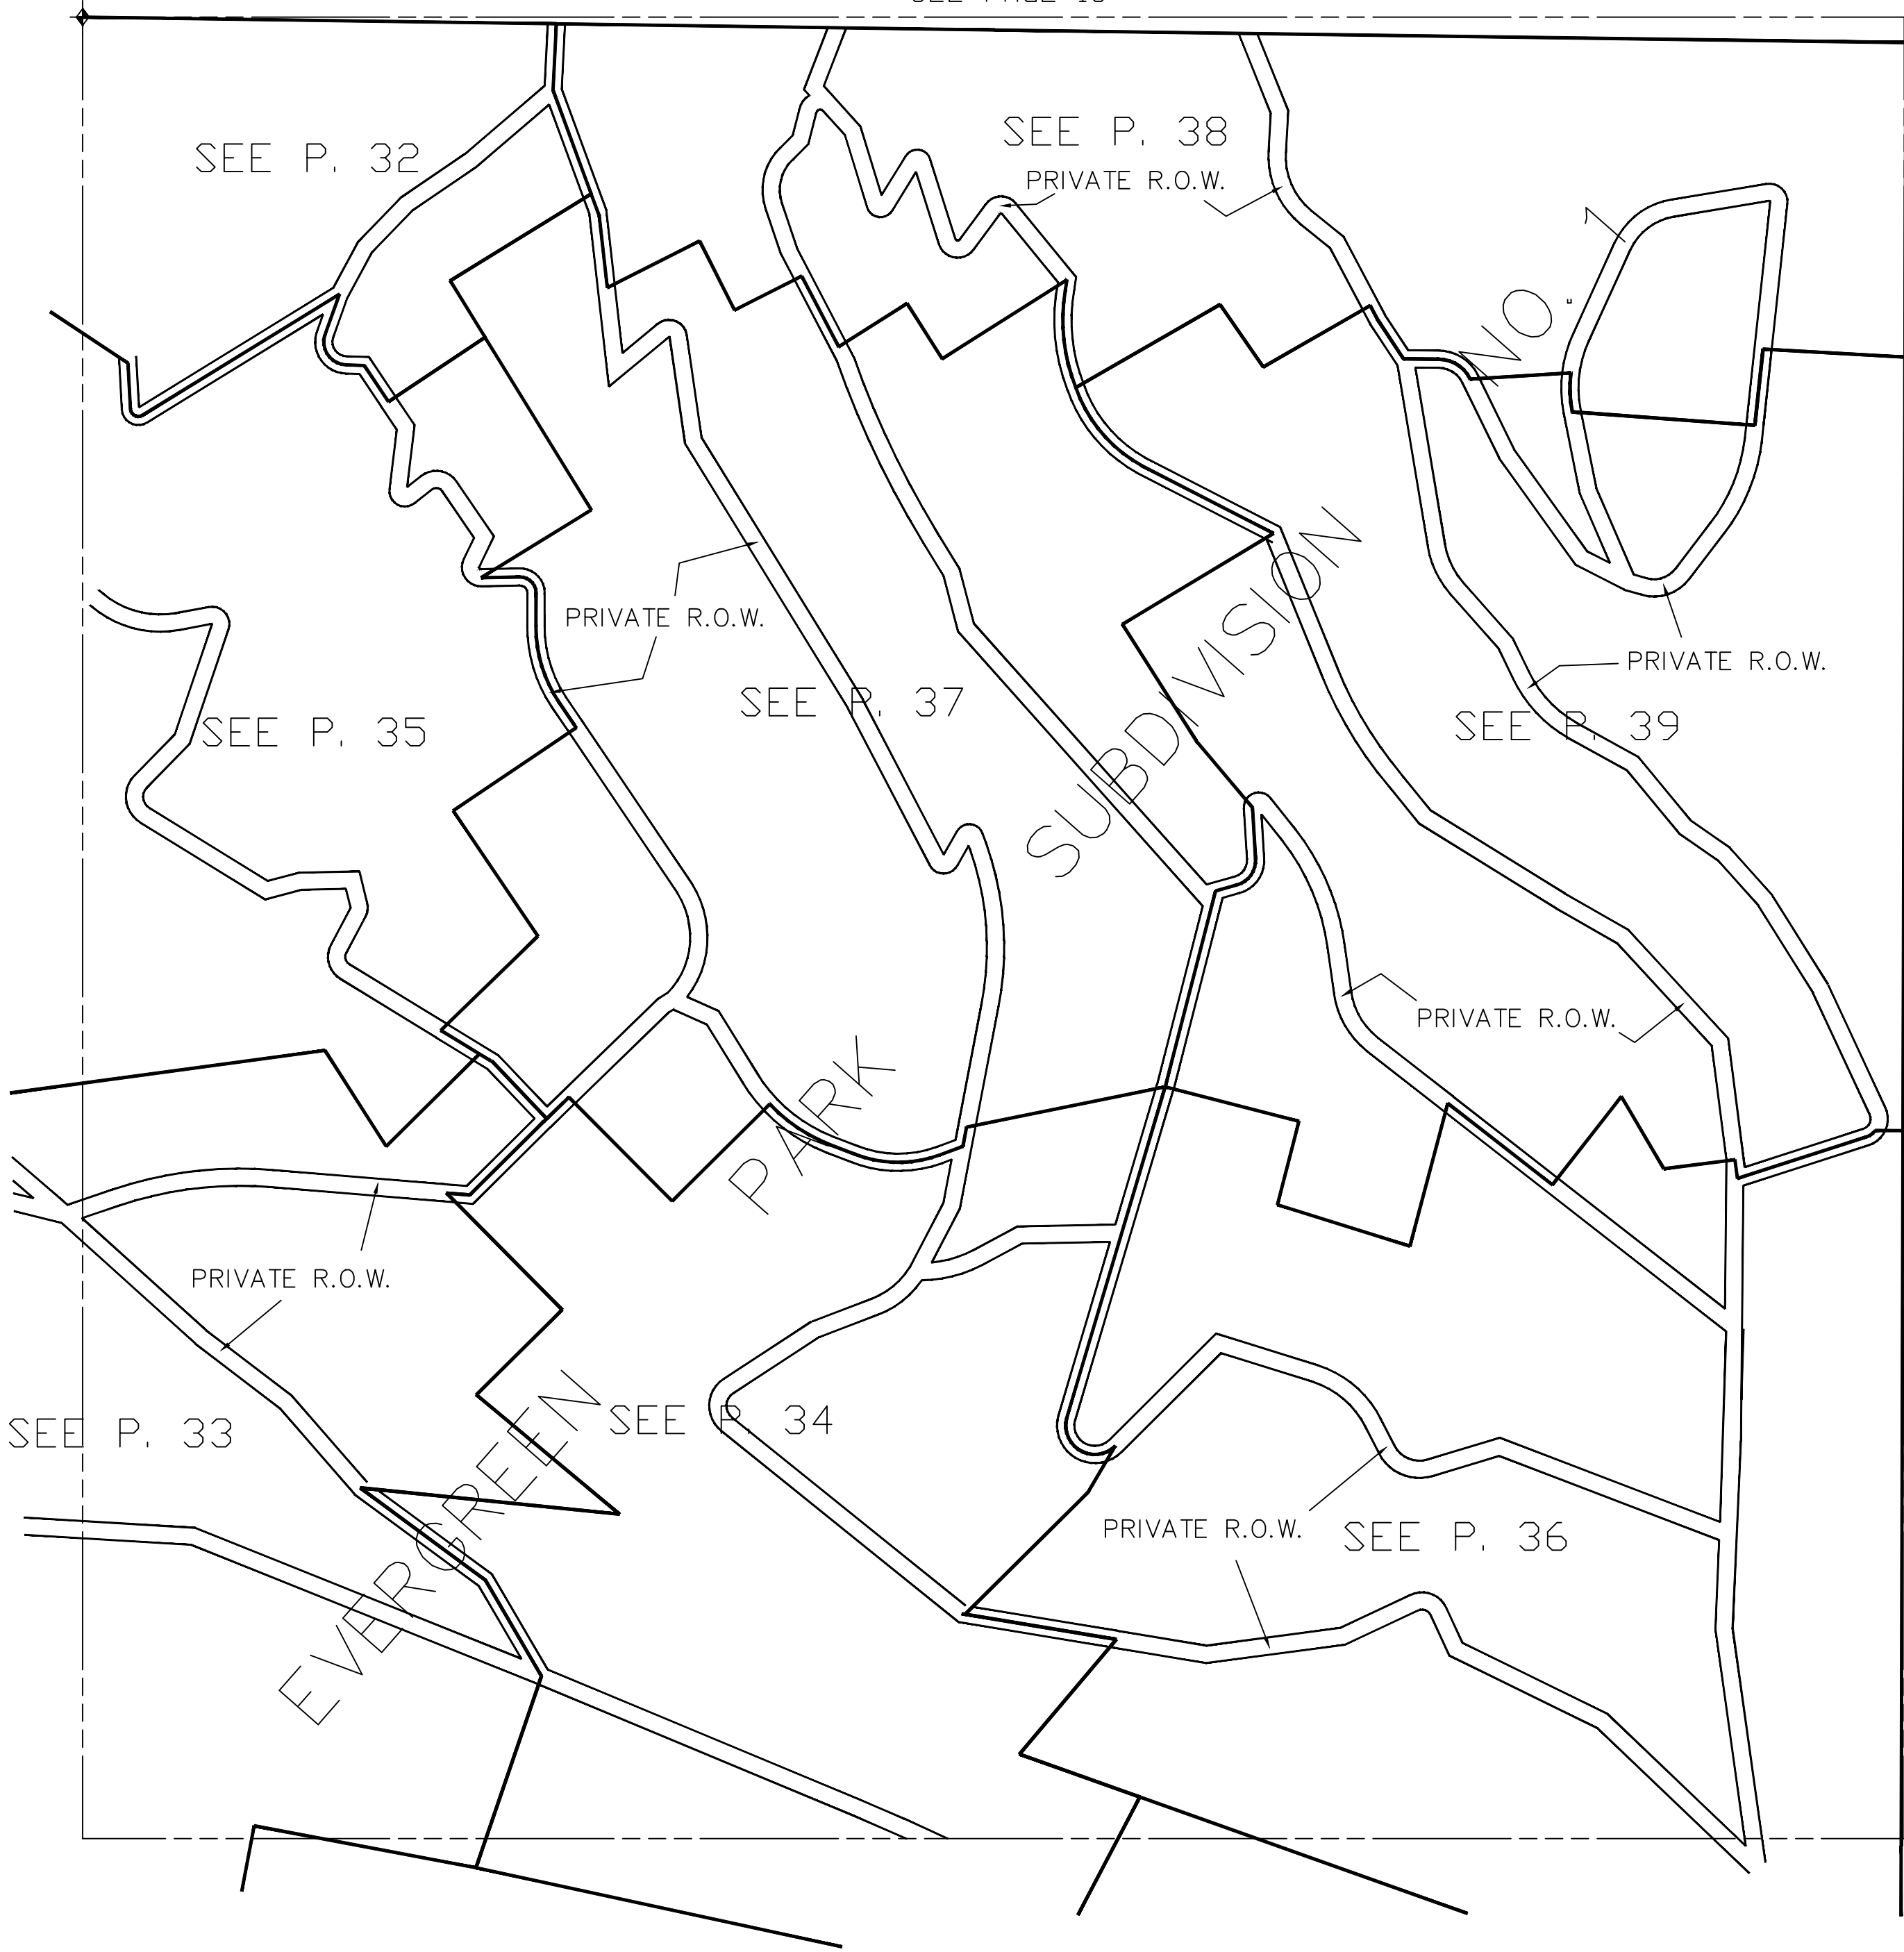 SEE P. 32
SEE P. 38
PRIVATE R.O.W.
PRIVATE R.O.W.
PRIVATE R.O.W.
SEE P. 35
SEE P. 37
SEE P. 39
PRIVATE R.O.W.
PRIVATE R.O.W.
SEE P. 33
SEE P. 34
PRIVATE R.O.W.
SEE P. 36
EVERGREEN PARK SUBDIVISION NO. 7